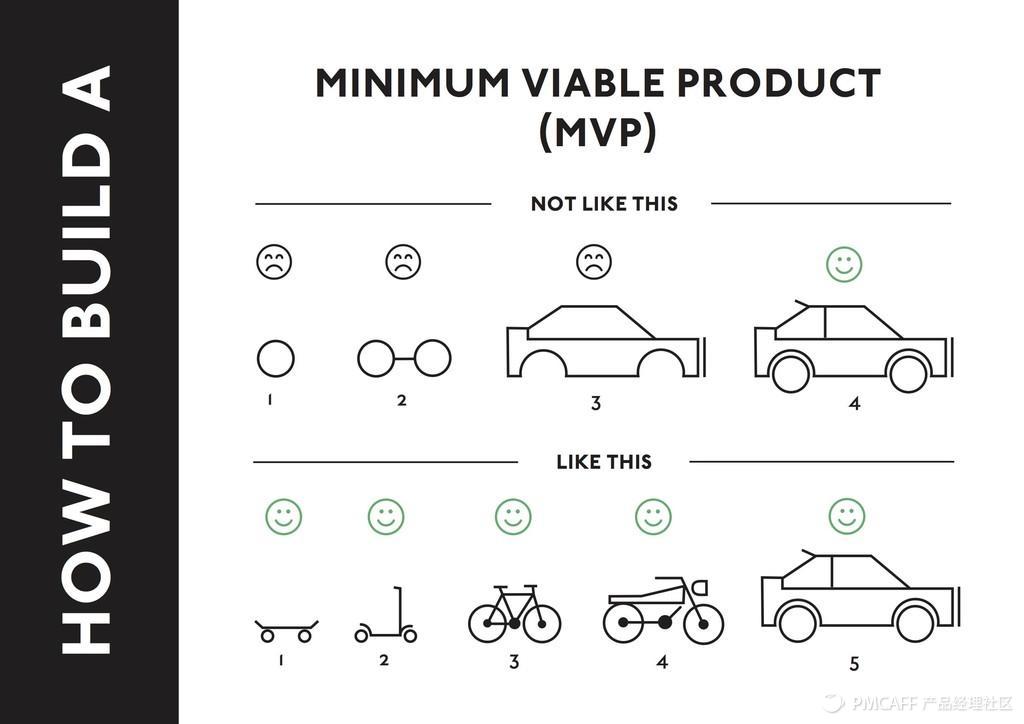 HOW TO BUILD A
MINIMUM VIABLE PRODUCT
(MVP)
NOT LIKE THIS
1
2
3
4
LIKE THIS
1
2
3
4
5
PMCAFF 产品经理社区